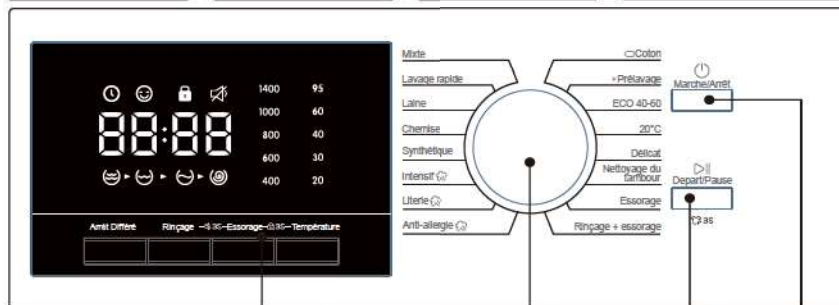 1400 95
1000 60
88:88
800 40
600 30
400 20
Arrêt Différé Rinçage 3S Essorage 3S Température
Mixte
Lavage rapide
Laine
Chemise
Synthétique
Intensif
Literie
Anti-allergie
Coton
+Prélavage
ECO 40-60
20°C
Délicat
Nettoyage du
tambour
Essorage
Rinçage + essorage
Marche/Arrêt
Depart/Pause
3S